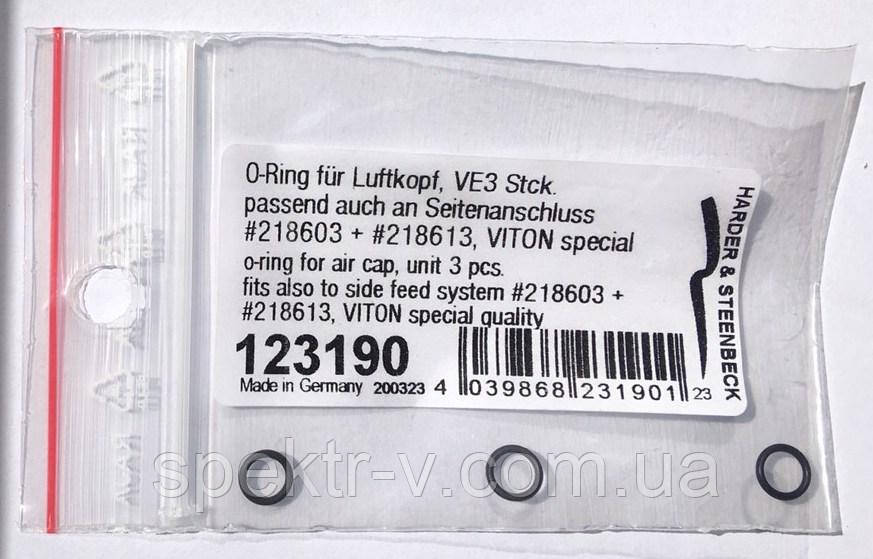 O-Ring für Luftkopf, VE3 Stck.
passend auch an Seitenanschluss
#218603 + #218613, VITON special
o-ring for air cap, unit 3 pcs.
fits also to side feed system #218603 +
#218613, VITON special quality
123190
Made in Germany 200323
4 039868 231901 23
HARDER & STEENBECK
spektr-v.com.ua